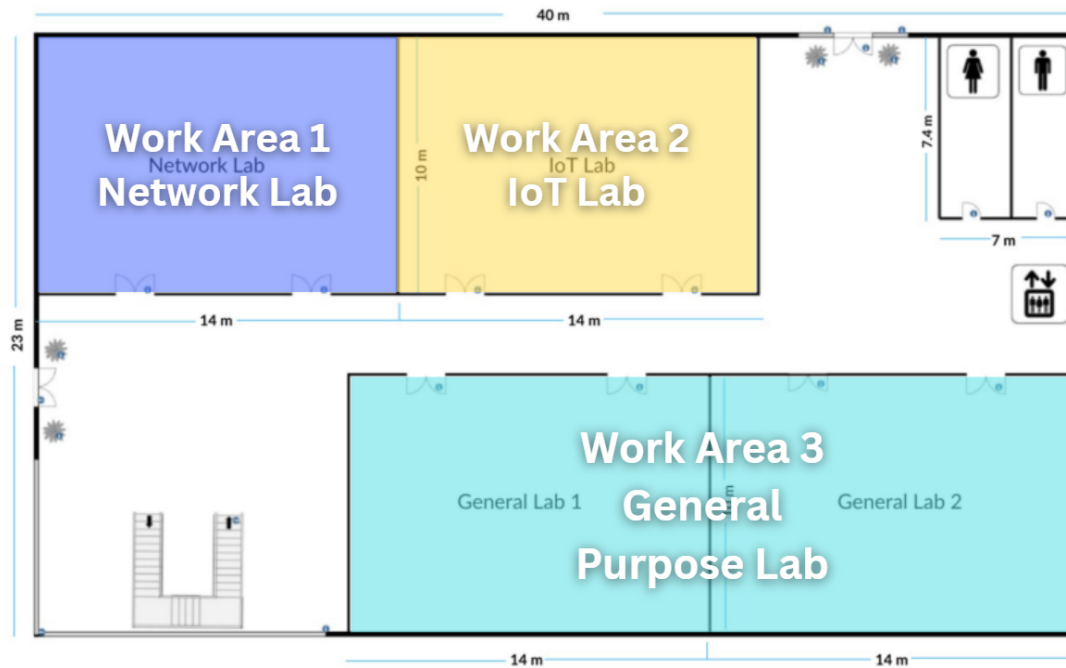 40 m
Work Area 1
Network Lab
Network Lab
Work Area 2
IoT Lab
IoT Lab
10 m
7.4 m
7 m
14 m
14 m
23 m
Work Area 3
General
Purpose Lab
General Lab 1
General Lab 2
14 m
14 m